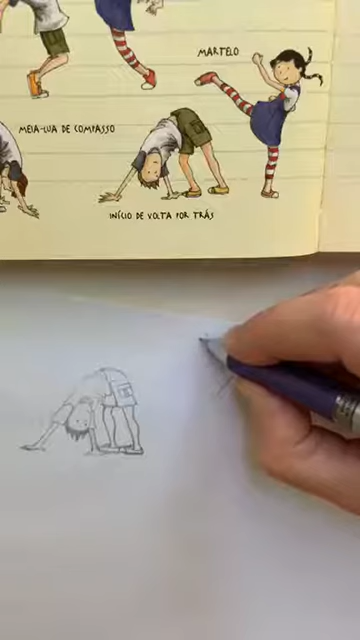 MARTELO
MEIA-LUA DE COMPASSO
INÍCIO DE VOLTA POR TRÁS